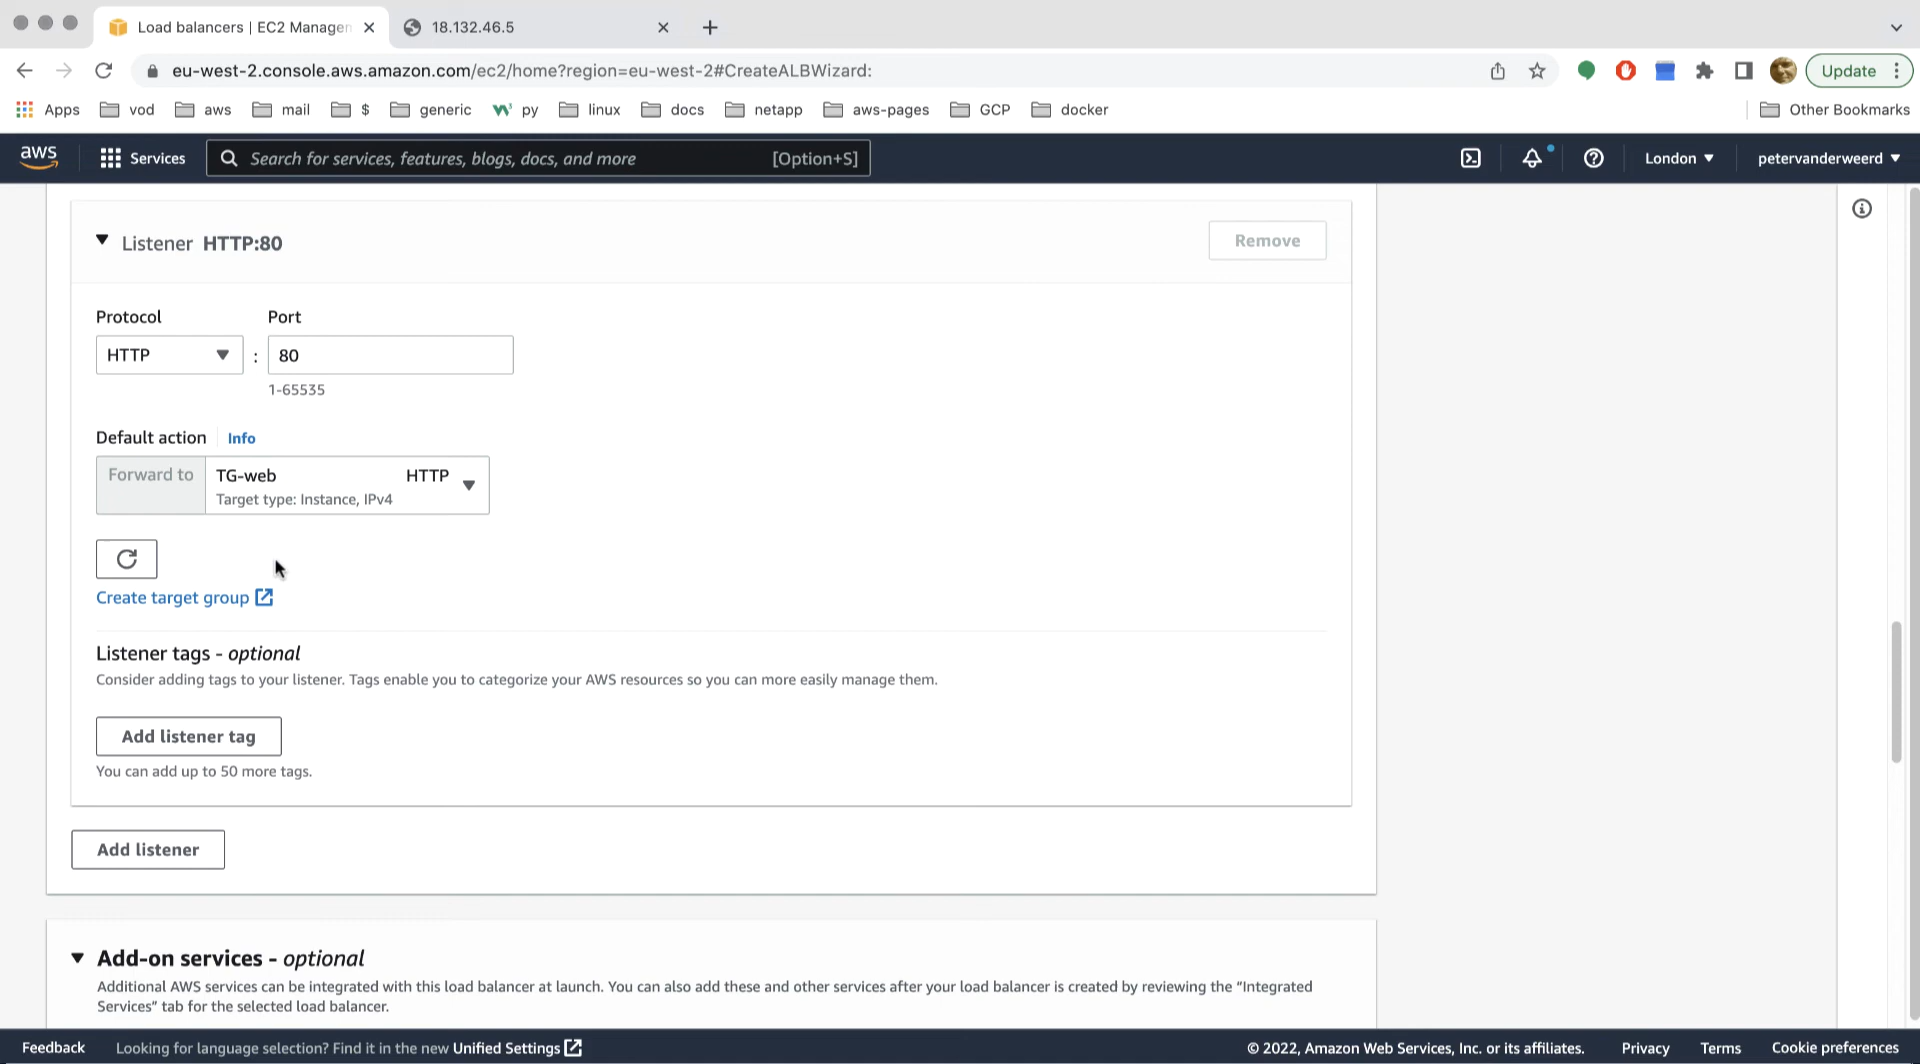 Load balancers | EC2 Managen
18.132.46.5
eu-west-2.console.aws.amazon.com/ec2/home?region=eu-west-2#CreateALBWizard:
Update
Apps
vod
aws
mail
$
generic
py
linux
docs
netapp
aws-pages
GCP
docker
Other Bookmarks
aws
Services
Search for services, features, blogs, docs, and more
[Option+S]
London
petervanderweerd
Listener HTTP:80
Remove
Protocol
Port
HTTP
:
80
1-65535
Default action
Info
Forward to
TG-web
HTTP
Target type: Instance, IPv4
Create target group
Listener tags - optional
Consider adding tags to your listener. Tags enable you to categorize your AWS resources so you can more easily manage them.
Add listener tag
You can add up to 50 more tags.
Add listener
Add-on services - optional
Additional AWS services can be integrated with this load balancer at launch. You can also add these and other services after your load balancer is created by reviewing the "Integrated
Services" tab for the selected load balancer.
Feedback
Looking for language selection? Find it in the new Unified Settings
© 2022, Amazon Web Services, Inc. or its affiliates.
Privacy
Terms
Cookie preferences